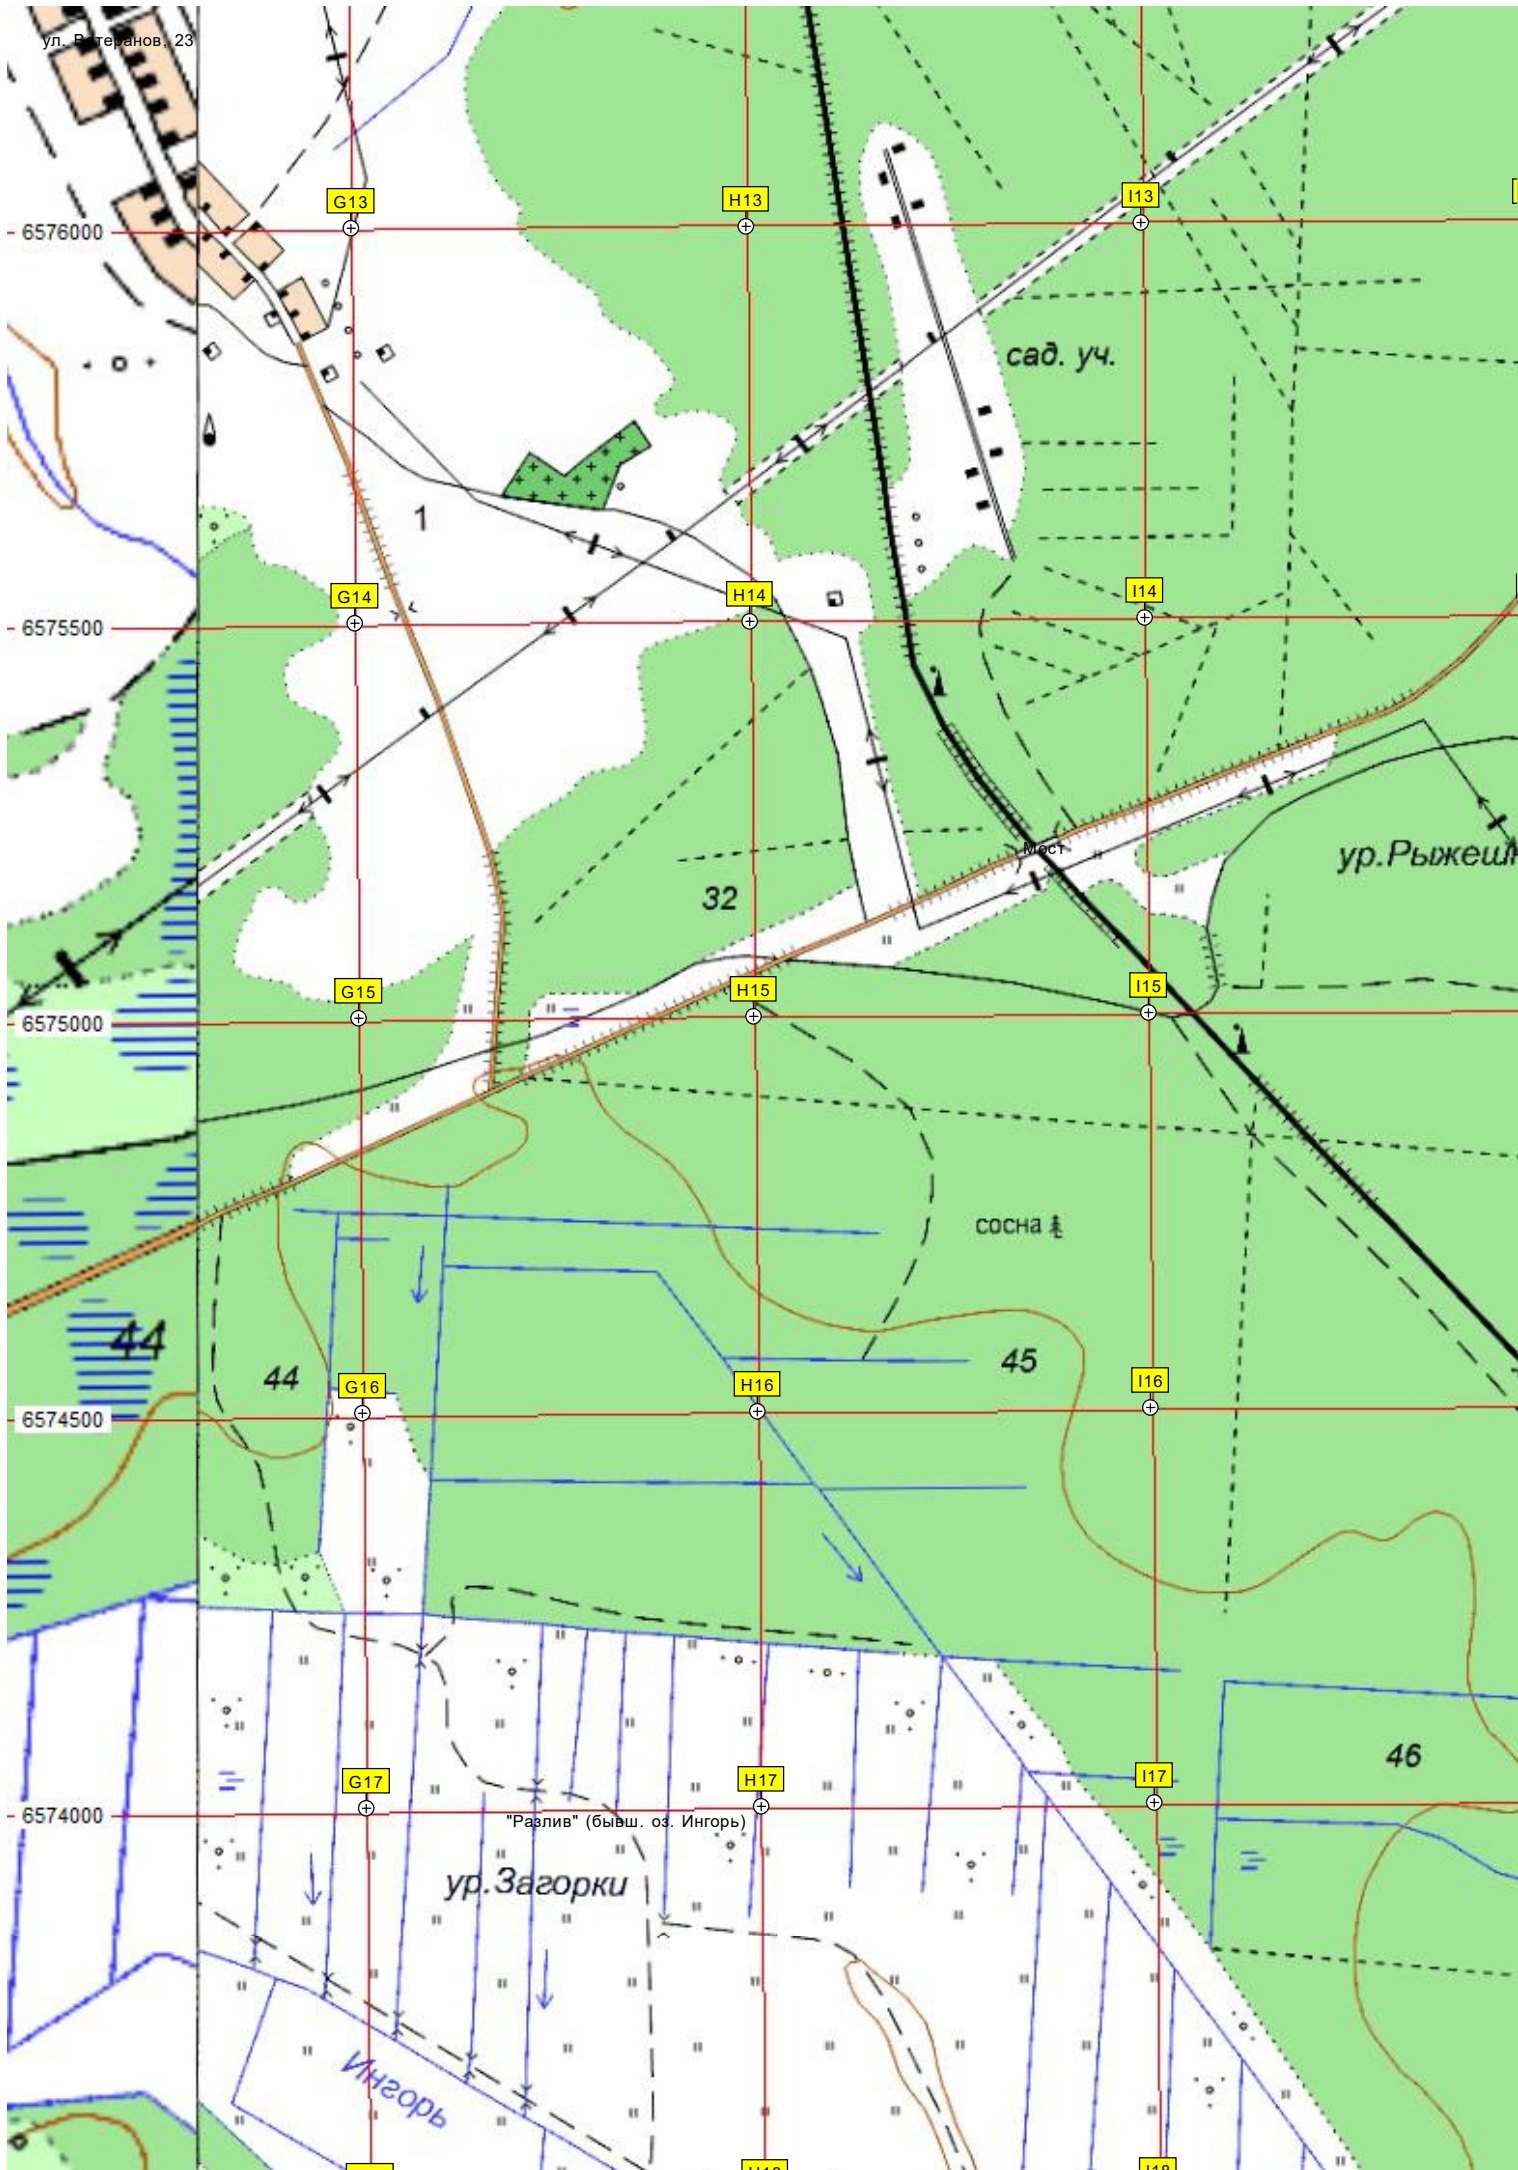 ул. Ветеранов, 23
G13
H13
I13
6576000
сад. уч.
1
G14
H14
I14
6575500
Мост
32
G15
H15
I15
6575000
сосна
44
44
45
G16
H16
I16
6574500
46
G17
H17
I17
6574000
"Разлив" (бывш. оз. Ингорь)
ур.Загорки
Ингорь
I18